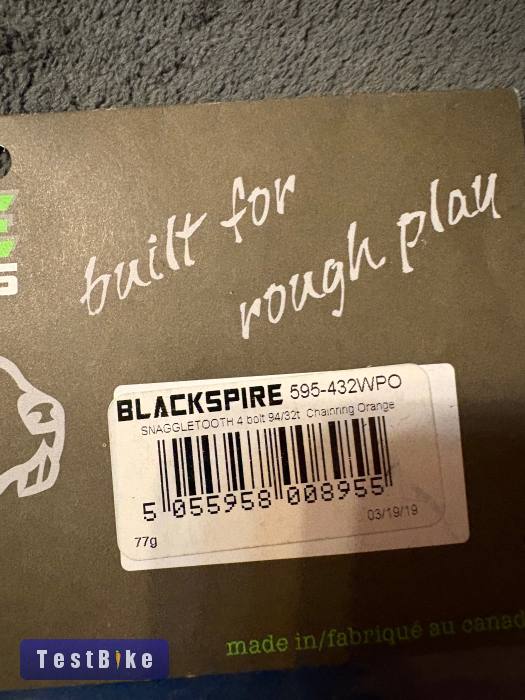 built for
rough play
BLACKSPIRE 595-432WPO
SNAGGLETOOTH 4 bolt 94/32t Chainring Orange
5 055958 008955
03/19/19
77g
made in/fabriqué au canad
TestBike